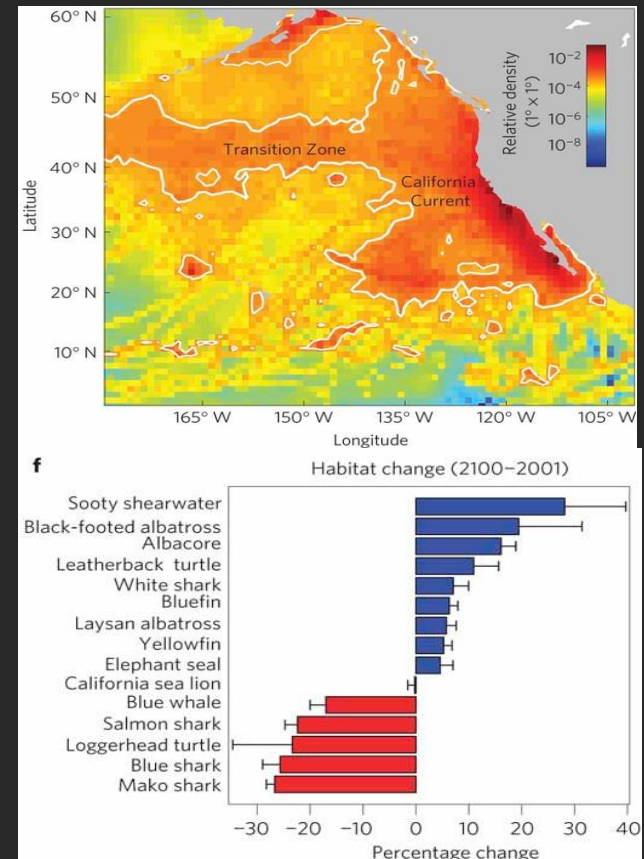 60° N
50° N
40° N
30° N
20° N
10° N
Latitude
Transition Zone
California
Current
Relative density
(1° x 1°)
10⁻²
10⁻⁴
10⁻⁶
10⁻⁸
165° W 150° W 135° W 120° W 105° W
Longitude
f
Habitat change (2100–2001)
Sooty shearwater
Black-footed albatross
Albacore
Leatherback turtle
White shark
Bluefin
Laysan albatross
Yellowfin
Elephant seal
California sea lion
Blue whale
Salmon shark
Loggerhead turtle
Blue shark
Mako shark
−30 −20 −10 0 10 20 30 40
Percentage change